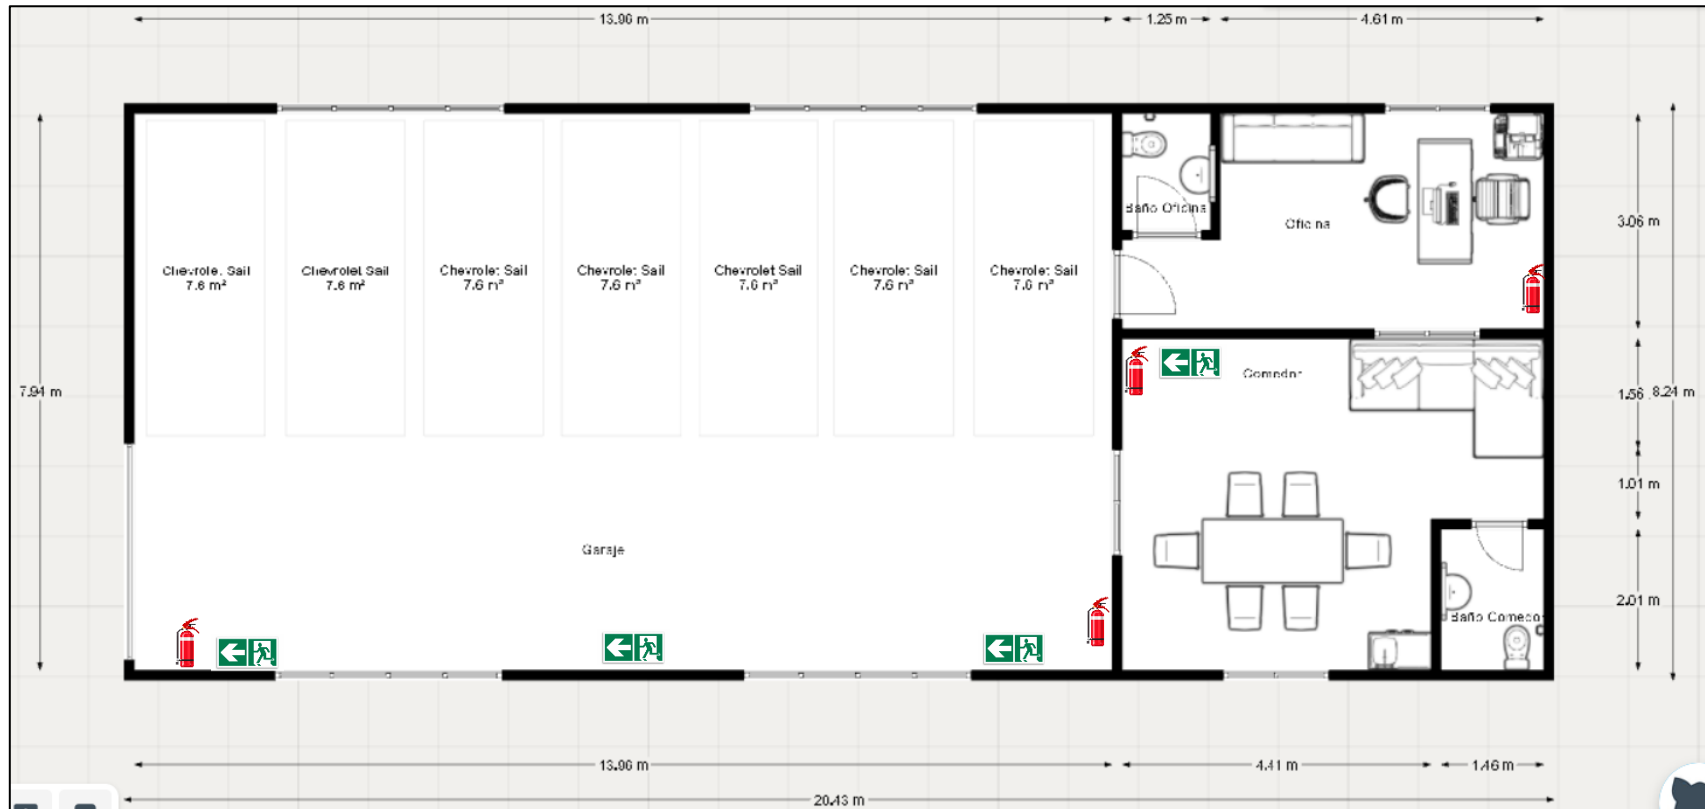 13.96 m
1.25 m
4.61 m
Baño Oficina
Oficina
3.06 m
Chevrolet Sail
7.6 m²
Chevrolet Sail
7.6 m²
Chevrolet Sail
7.6 m²
Chevrolet Sail
7.6 m²
Chevrolet Sail
7.6 m²
Chevrolet Sail
7.6 m²
Chevrolet Sail
7.6 m²
Comedor
7.94 m
1.56
8.24 m
1.01 m
Garaje
2.01 m
Baño Comedor
13.96 m
4.41 m
1.46 m
20.43 m